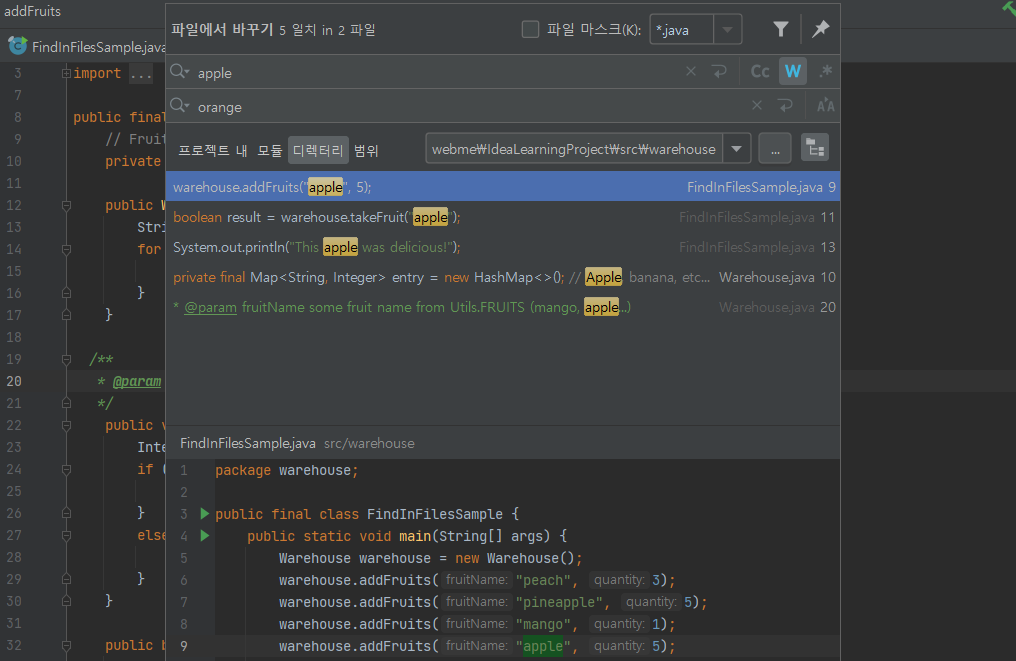 addFruits
FindInFilesSample.java
파일에서 바꾸기 5 일치 in 2 파일
파일 마스크(K):
*.java
apple
Cc W .*
orange
프로젝트 내 모듈 디렉터리 범위
webme₩IdeaLearningProject₩src₩warehouse
...
warehouse.addFruits("apple", 5); FindInFilesSample.java 9
boolean result = warehouse.takeFruit("apple"); FindInFilesSample.java 11
System.out.println("This apple was delicious!"); FindInFilesSample.java 13
private final Map<String, Integer> entry = new HashMap<>(); // Apple, banana, etc... Warehouse.java 10
* @param fruitName some fruit name from Utils.FRUITS (mango, apple...) Warehouse.java 20
3 import ...
7
8 public final
9 // Fruit
10 private
11
12 public W
13 Stri
14 for
15
16 }
17 }
18
19 /**
20 * @param
21 */
22 public v
23 Inte
24 if (
25
26 }
27 else
28
29 }
30 }
31
32 public b
FindInFilesSample.java src/warehouse
1 package warehouse;
2
3 public final class FindInFilesSample {
4 public static void main(String[] args) {
5 Warehouse warehouse = new Warehouse();
6 warehouse.addFruits( fruitName: "peach", quantity: 3);
7 warehouse.addFruits( fruitName: "pineapple", quantity: 5);
8 warehouse.addFruits( fruitName: "mango", quantity: 1);
9 warehouse.addFruits( fruitName: "apple", quantity: 5);